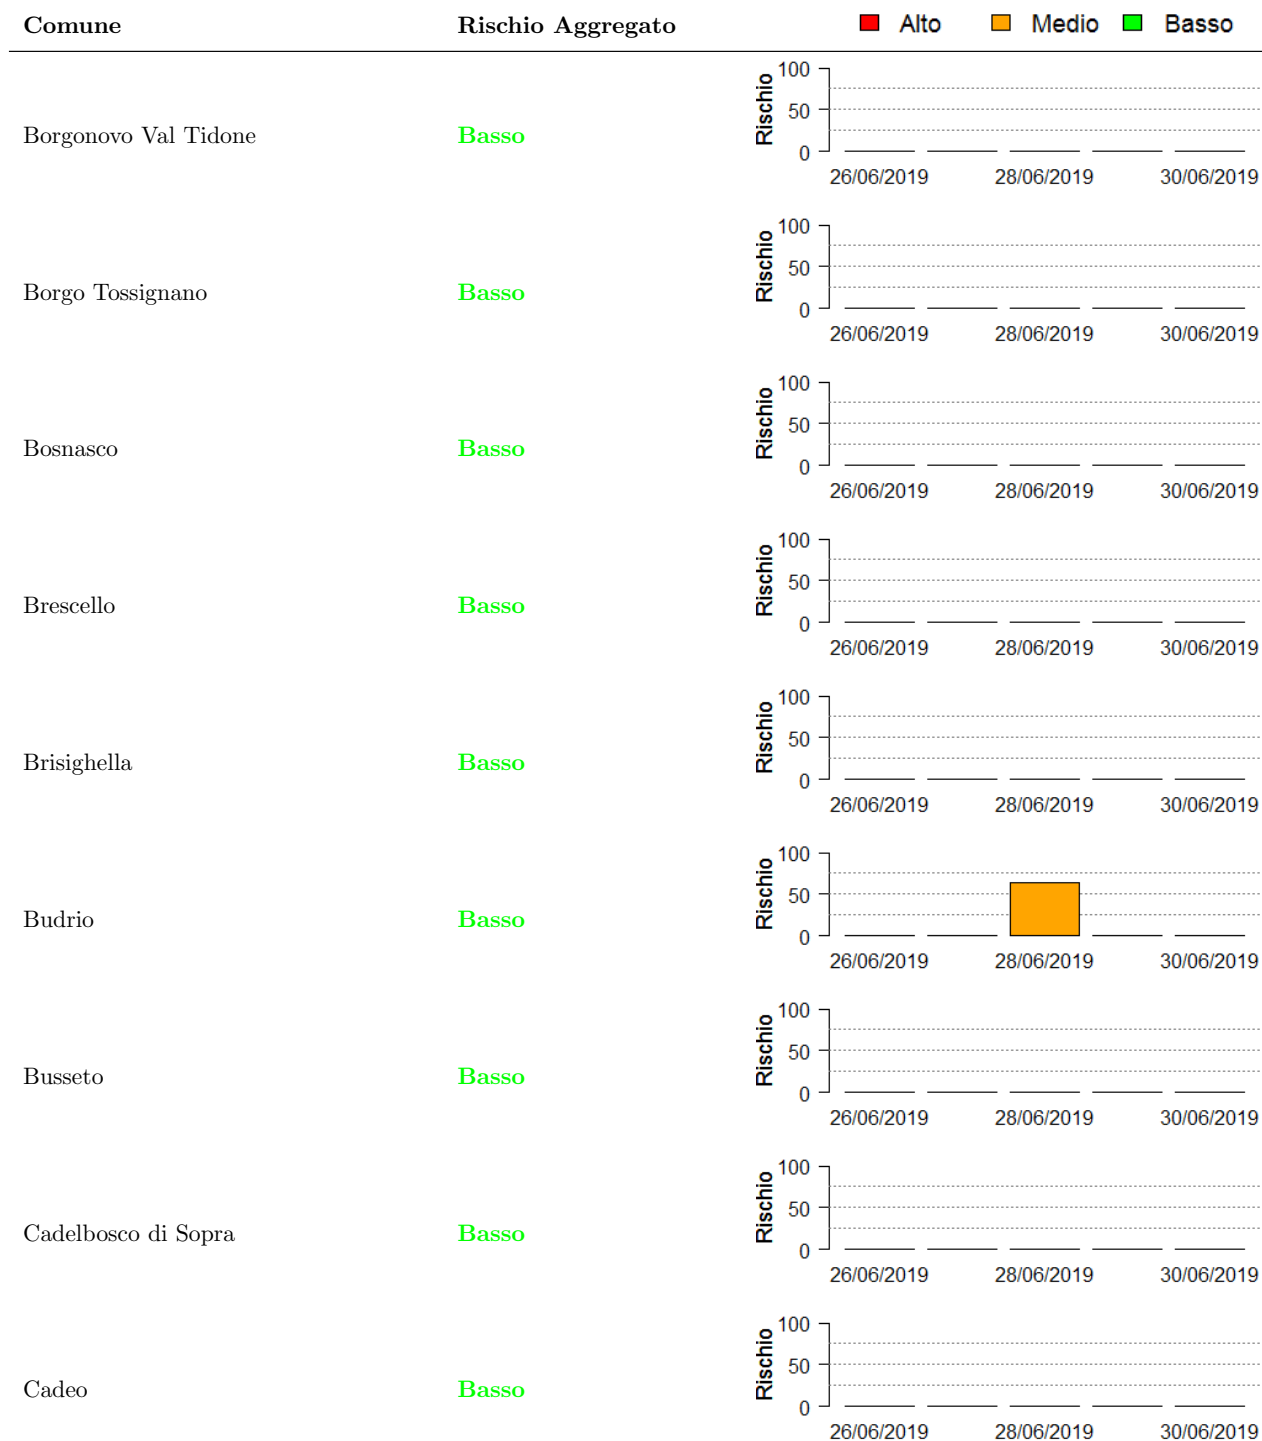 Comune Rischio Aggregato Alto Medio Basso
Borgonovo Val Tidone Basso
Rischio
100
50
0
26/06/2019 28/06/2019 30/06/2019
Borgo Tossignano Basso
Rischio
100
50
0
26/06/2019 28/06/2019 30/06/2019
Bosnasco Basso
Rischio
100
50
0
26/06/2019 28/06/2019 30/06/2019
Brescello Basso
Rischio
100
50
0
26/06/2019 28/06/2019 30/06/2019
Brisighella Basso
Rischio
100
50
0
26/06/2019 28/06/2019 30/06/2019
Budrio Basso
Rischio
100
50
0
26/06/2019 28/06/2019 30/06/2019
Busseto Basso
Rischio
100
50
0
26/06/2019 28/06/2019 30/06/2019
Cadelbosco di Sopra Basso
Rischio
100
50
0
26/06/2019 28/06/2019 30/06/2019
Cadeo Basso
Rischio
100
50
0
26/06/2019 28/06/2019 30/06/2019